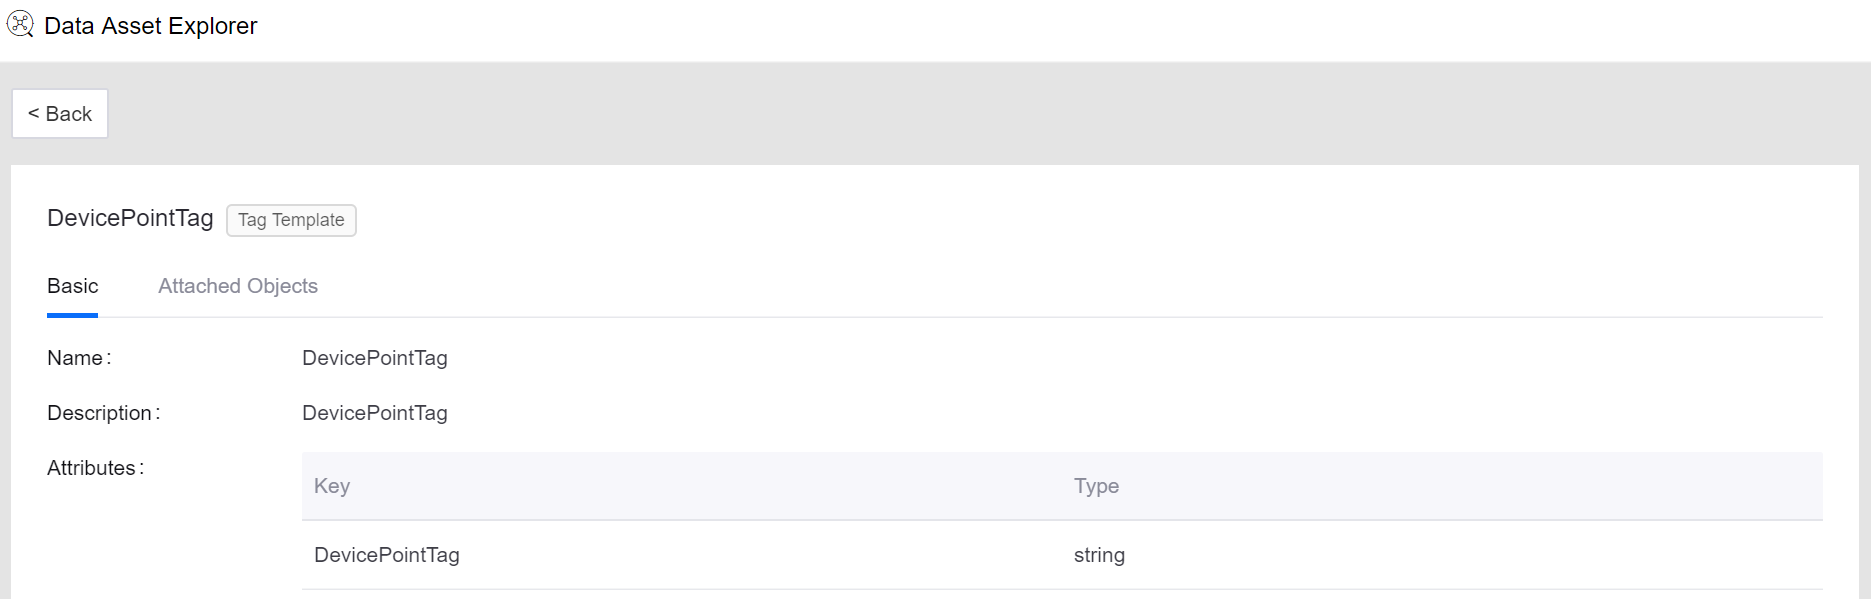 Data Asset Explorer
< Back
DevicePointTag Tag Template
Basic Attached Objects
Name: DevicePointTag
Description: DevicePointTag
Attributes:
Key Type
DevicePointTag string